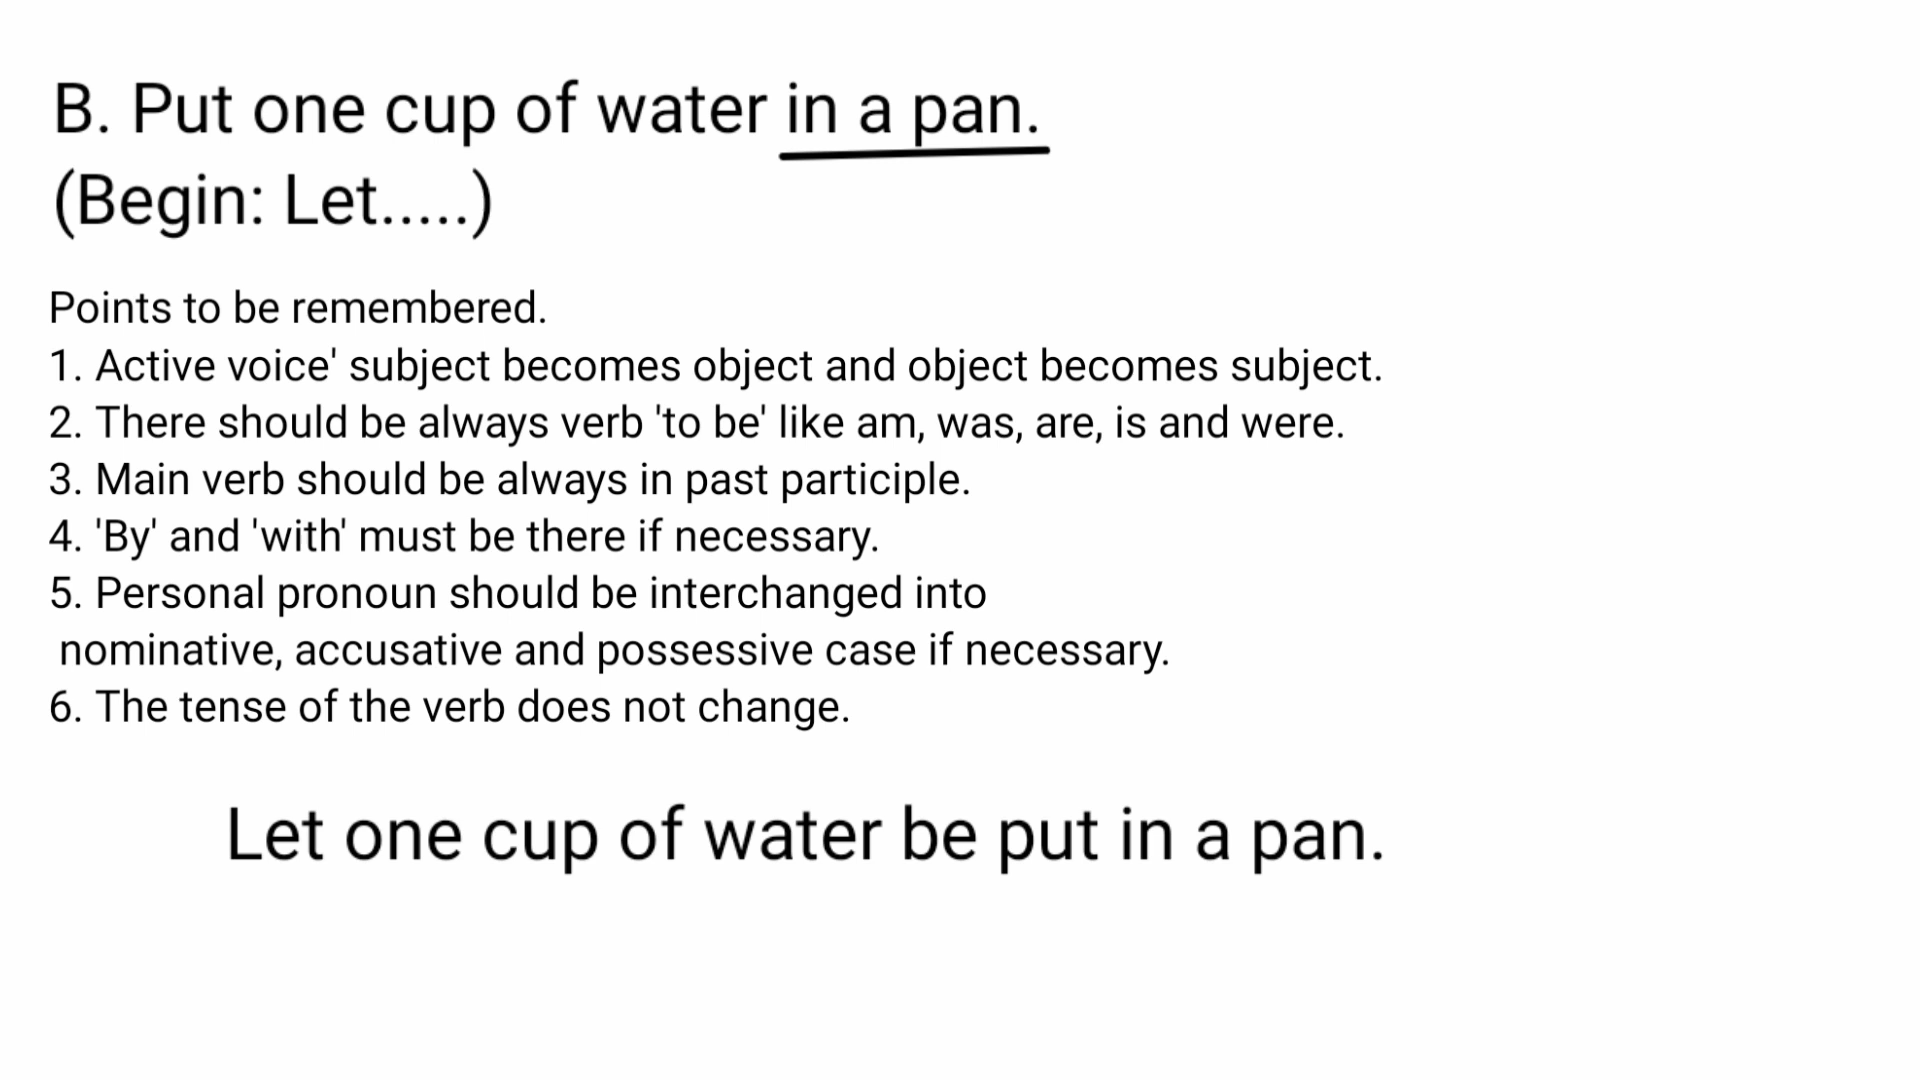 B. Put one cup of water in a pan.
(Begin: Let.....)
Points to be remembered.
1. Active voice' subject becomes object and object becomes subject.
2. There should be always verb 'to be' like am, was, are, is and were.
3. Main verb should be always in past participle.
4. 'By' and 'with' must be there if necessary.
5. Personal pronoun should be interchanged into
nominative, accusative and possessive case if necessary.
6. The tense of the verb does not change.
Let one cup of water be put in a pan.